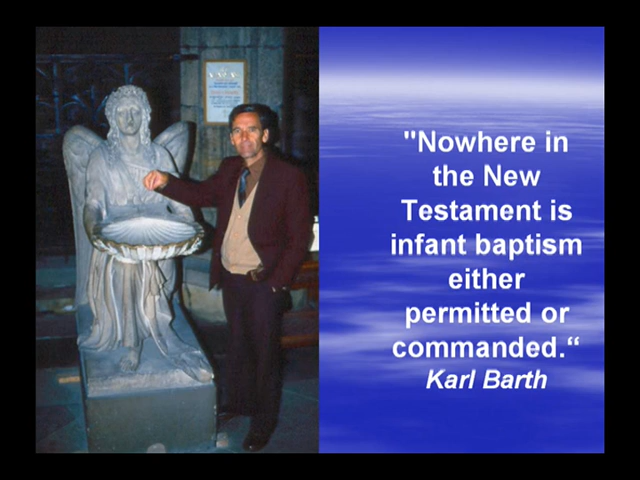 "Nowhere in
the New
Testament is
infant baptism
either
permitted or
commanded.“
Karl Barth